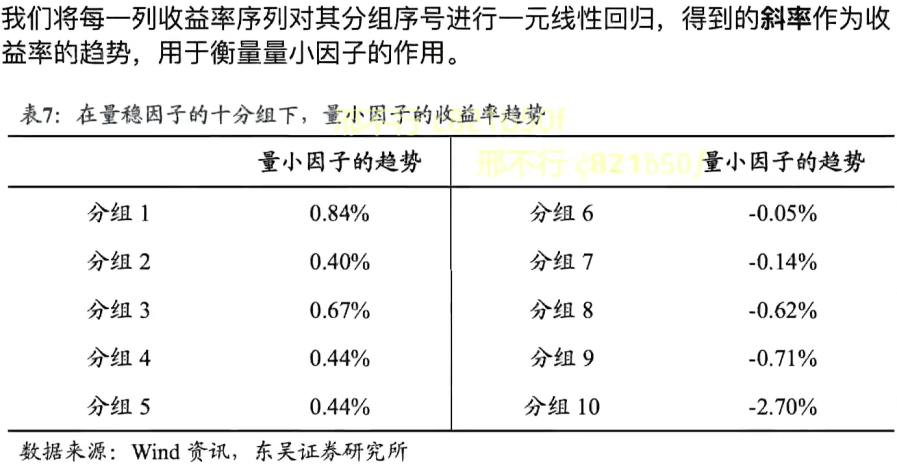 我们将每一列收益率序列对其分组序号进行一元线性回归，得到的斜率作为收
益率的趋势，用于衡量量小因子的作用。
表7：在量稳因子的十分组下，量小因子的收益率趋势
邢不行 c821b50f
量小因子的趋势 邢不行 c821b50f 量小因子的趋势
分组 1 0.84% 分组 6 -0.05%
分组 2 0.40% 分组 7 -0.14%
分组 3 0.67% 分组 8 -0.62%
分组 4 0.44% 分组 9 -0.71%
分组 5 0.44% 分组 10 -2.70%
数据来源：Wind 资讯，东吴证券研究所